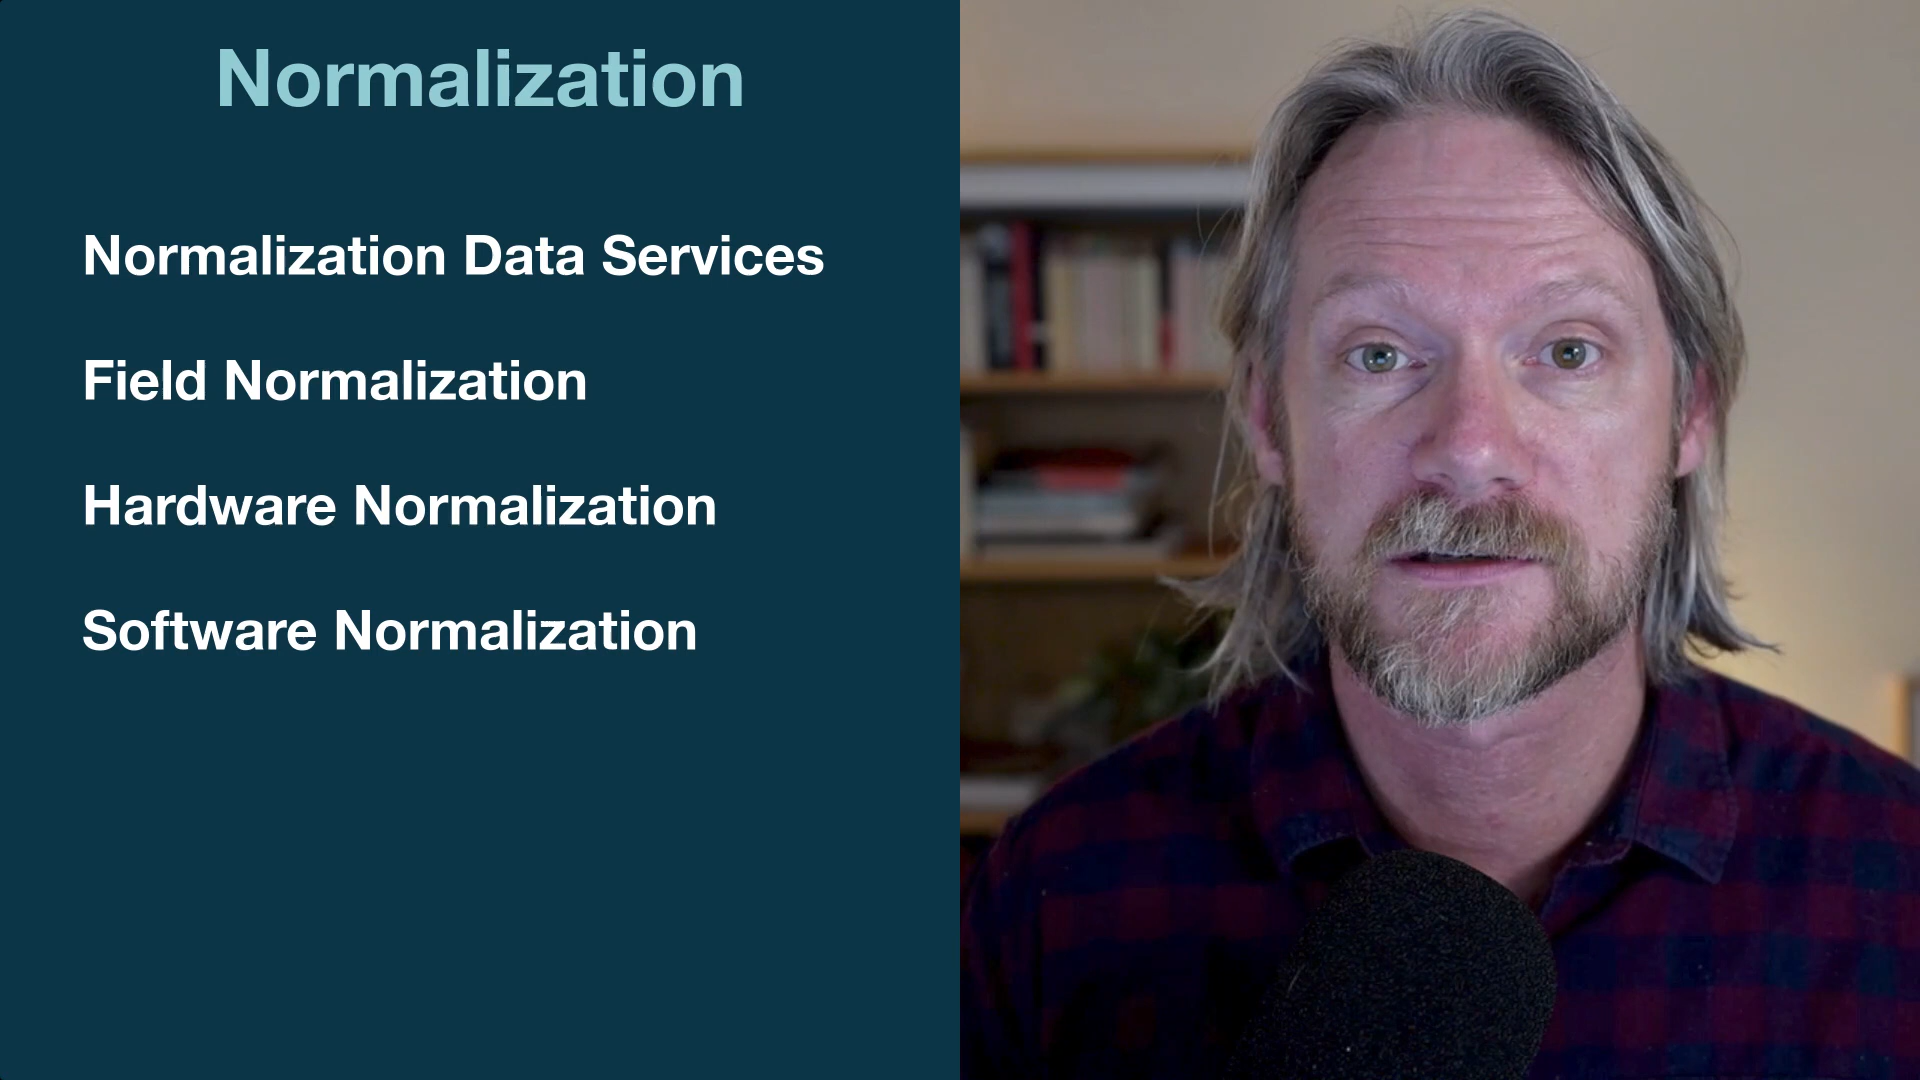 Normalization
Normalization Data Services
Field Normalization
Hardware Normalization
Software Normalization